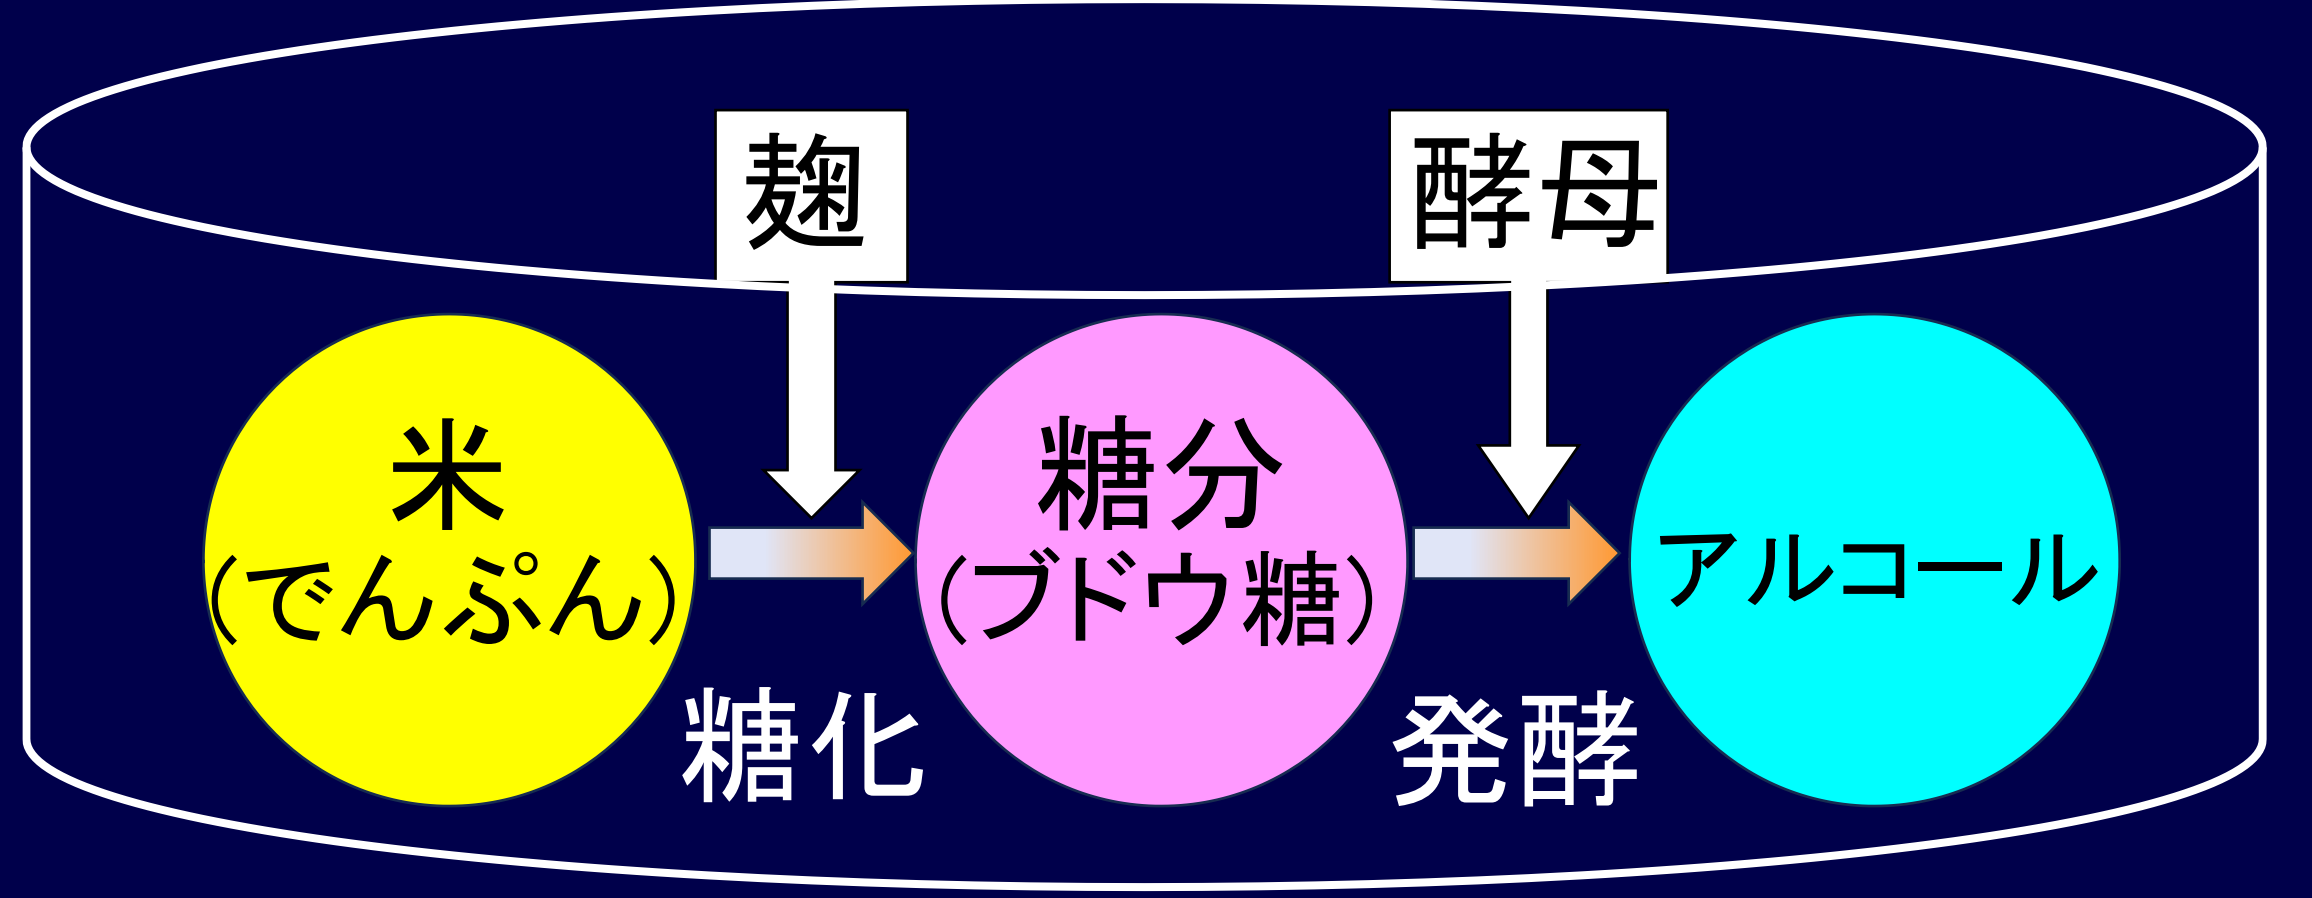 麹
酵母
米
（でんぷん）
糖分
（ブドウ糖）
アルコール
糖化
発酵